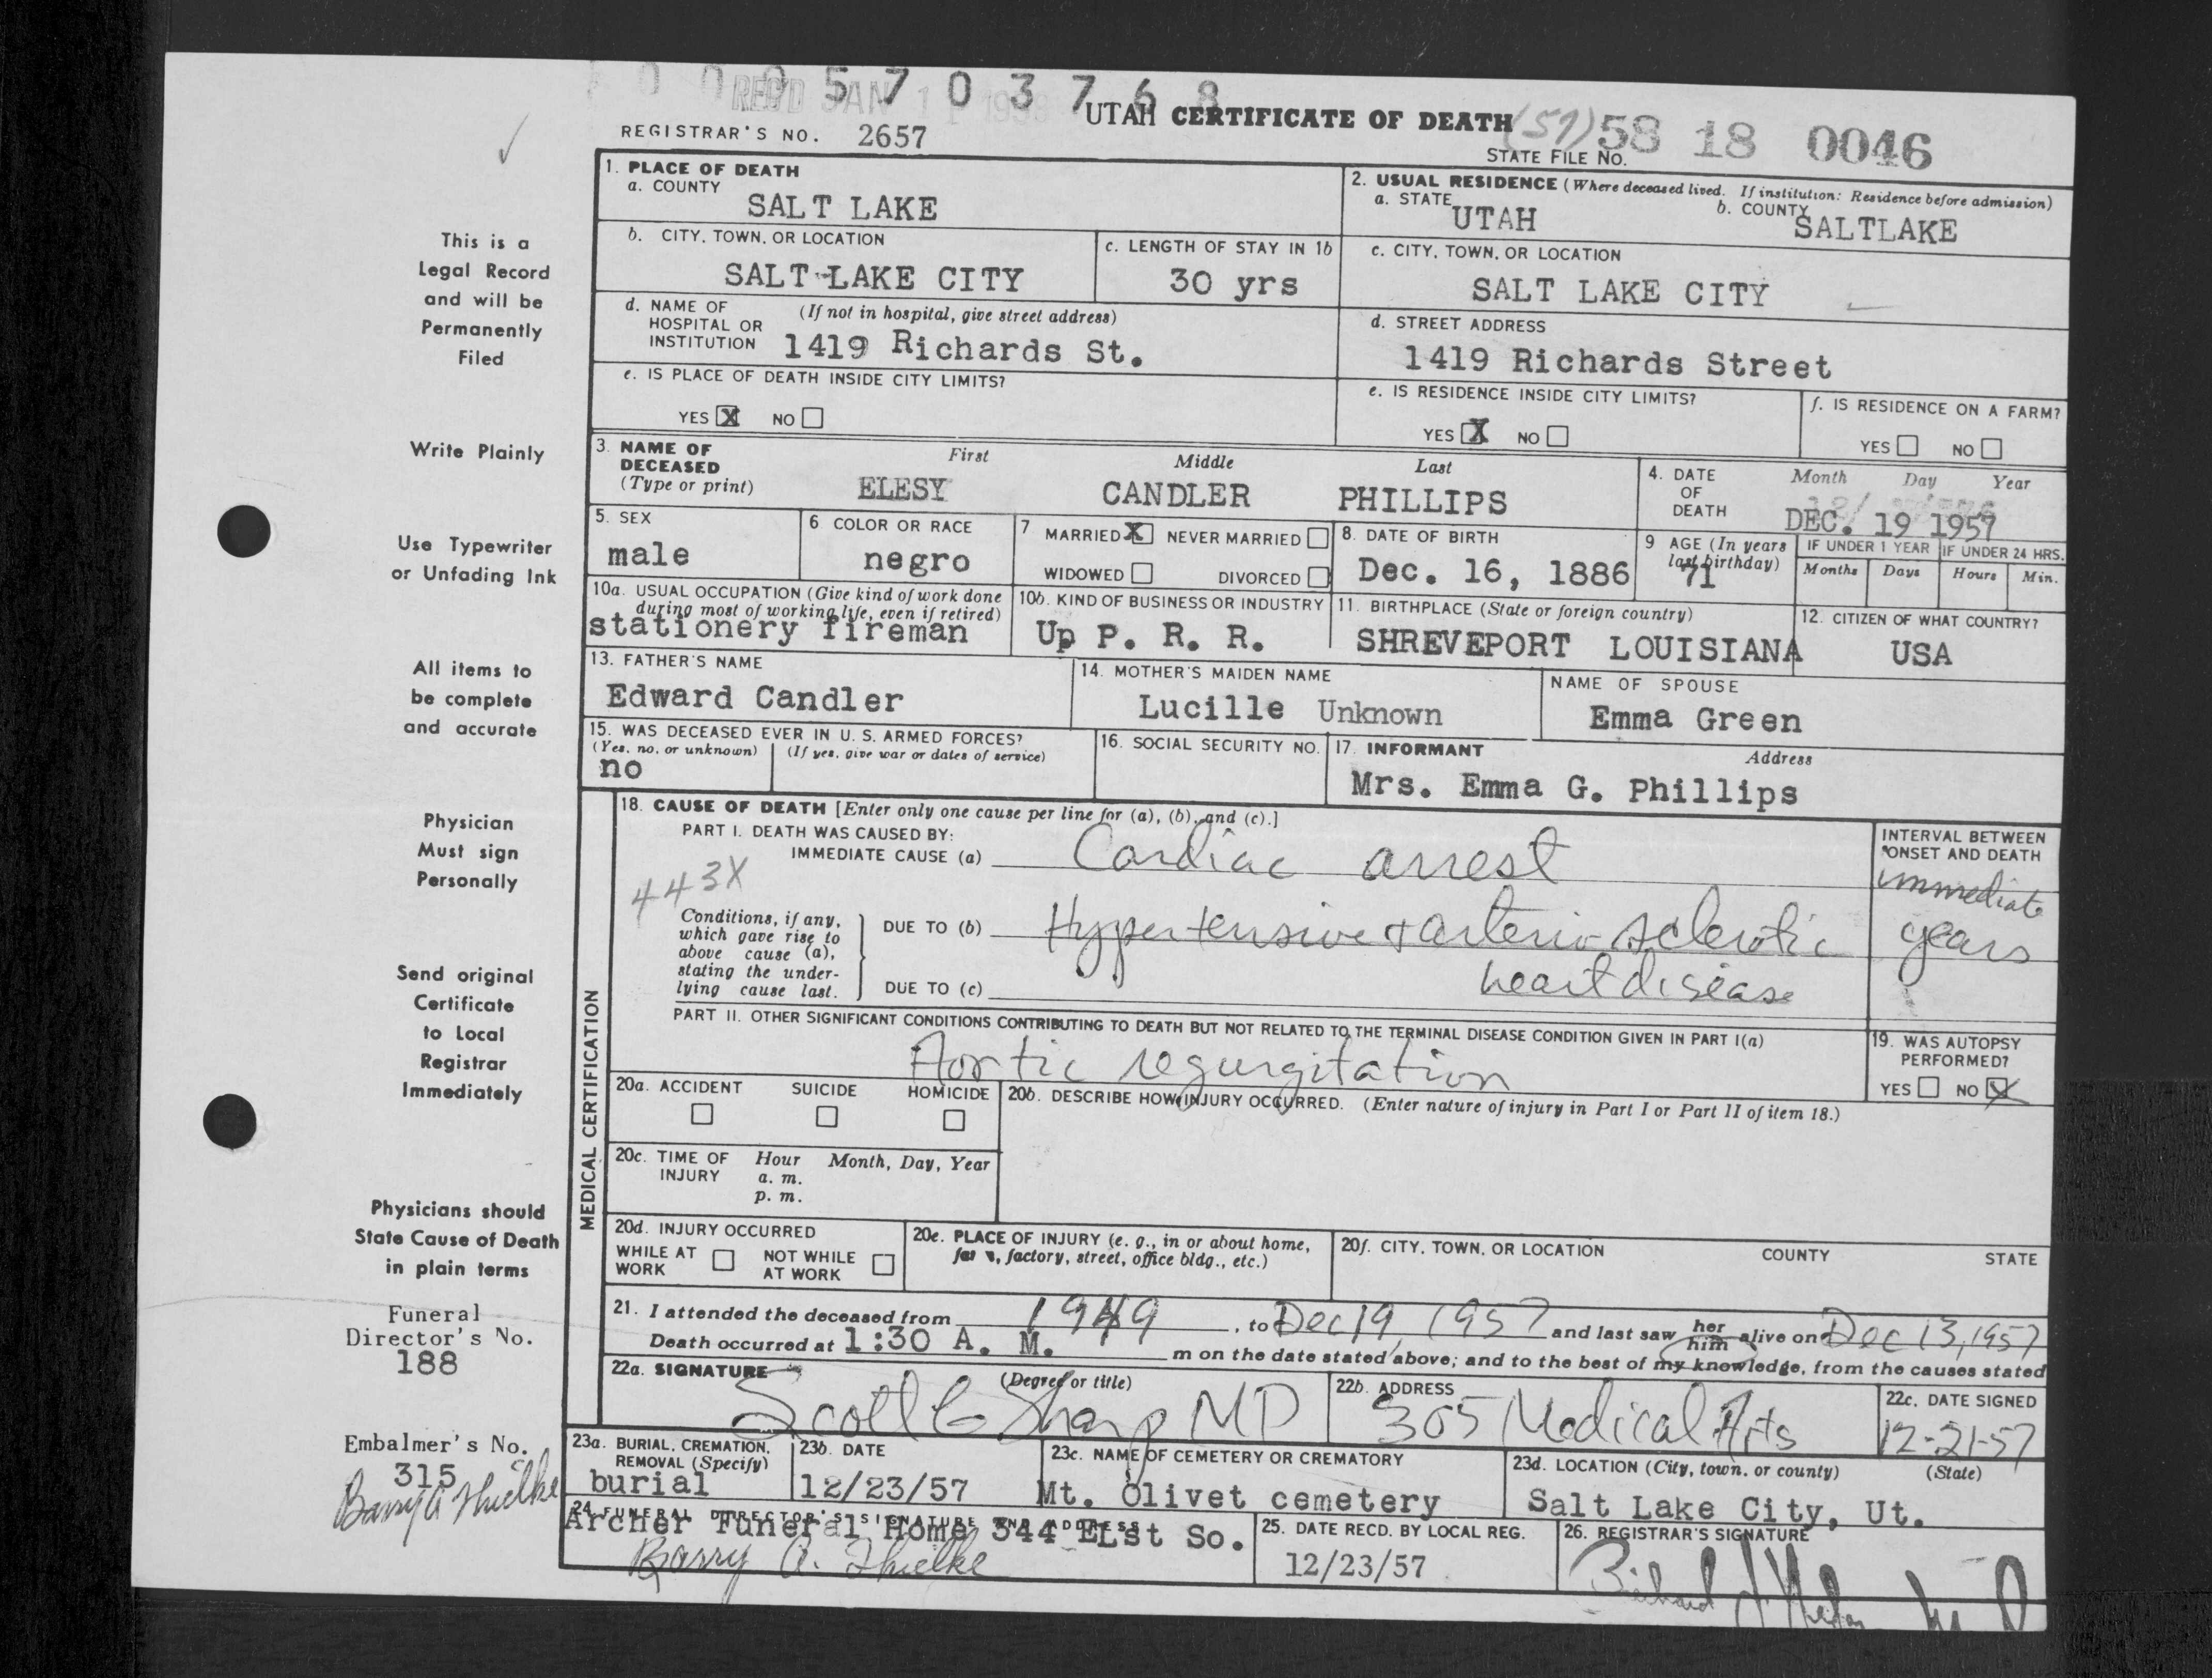 0 0 0 5 7 0 3 7 6 8
REC'D JAN 1
UTAH CERTIFICATE OF DEATH (57) 58 18 0046
REGISTRAR'S NO. 2657
STATE FILE NO.
1. PLACE OF DEATH
a. COUNTY
SALT LAKE
2. USUAL RESIDENCE (Where deceased lived. If institution: Residence before admission)
a. STATE UTAH
b. COUNTY SALTLAKE
b. CITY, TOWN, OR LOCATION
SALT LAKE CITY
c. LENGTH OF STAY IN 1b
30 yrs
c. CITY, TOWN, OR LOCATION
SALT LAKE CITY
d. NAME OF HOSPITAL OR INSTITUTION (If not in hospital, give street address)
1419 Richards St.
d. STREET ADDRESS
1419 Richards Street
e. IS PLACE OF DEATH INSIDE CITY LIMITS?
YES X NO
e. IS RESIDENCE INSIDE CITY LIMITS?
YES X NO
f. IS RESIDENCE ON A FARM?
YES NO
3. NAME OF DECEASED (Type or print)
First Middle Last
ELESY CANDLER PHILLIPS
4. DATE OF DEATH
Month Day Year
DEC. 19 1957
5. SEX
male
6. COLOR OR RACE
negro
7 MARRIED X NEVER MARRIED
WIDOWED DIVORCED
8. DATE OF BIRTH
Dec. 16, 1886
9 AGE (In years last birthday)
71
IF UNDER 1 YEAR
Months Days
IF UNDER 24 HRS.
Hours Min.
10a. USUAL OCCUPATION (Give kind of work done during most of working life, even if retired)
stationery fireman
10b. KIND OF BUSINESS OR INDUSTRY
Up P. R. R.
11. BIRTHPLACE (State or foreign country)
SHREVEPORT LOUISIANA
12. CITIZEN OF WHAT COUNTRY?
USA
13. FATHER'S NAME
Edward Candler
14. MOTHER'S MAIDEN NAME
Lucille Unknown
NAME OF SPOUSE
Emma Green
15. WAS DECEASED EVER IN U. S. ARMED FORCES?
(Yes, no, or unknown) (If yes, give war or dates of service)
no
16. SOCIAL SECURITY NO.
17. INFORMANT Address
Mrs. Emma G. Phillips
MEDICAL CERTIFICATION
18. CAUSE OF DEATH [Enter only one cause per line for (a), (b), and (c).]
PART I. DEATH WAS CAUSED BY:
IMMEDIATE CAUSE (a) Cardiac arrest
INTERVAL BETWEEN ONSET AND DEATH
immediate
443X
Conditions, if any, which gave rise to above cause (a), stating the underlying cause last.
DUE TO (b) Hypertensive & arterio-sclerotic
years
DUE TO (c) heart disease
PART II. OTHER SIGNIFICANT CONDITIONS CONTRIBUTING TO DEATH BUT NOT RELATED TO THE TERMINAL DISEASE CONDITION GIVEN IN PART I(a)
Aortic regurgitation
19. WAS AUTOPSY PERFORMED?
YES NO X
20a. ACCIDENT SUICIDE HOMICIDE
20b. DESCRIBE HOW INJURY OCCURRED. (Enter nature of injury in Part I or Part II of item 18.)
20c. TIME OF INJURY
Hour Month, Day, Year
a. m.
p. m.
20d. INJURY OCCURRED
WHILE AT WORK NOT WHILE AT WORK
20e. PLACE OF INJURY (e. g., in or about home, farm, factory, street, office bldg., etc.)
20f. CITY, TOWN, OR LOCATION COUNTY STATE
21. I attended the deceased from 1949, to Dec 19, 1957 and last saw her him alive on Dec 13, 1957
Death occurred at 1:30 A. M. m on the date stated above; and to the best of my knowledge, from the causes stated
22a. SIGNATURE (Degree or title)
Scott Sharp MD
22b. ADDRESS
305 Medical Arts
22c. DATE SIGNED
12-21-57
23a. BURIAL, CREMATION, REMOVAL (Specify)
burial
23b. DATE
12/23/57
23c. NAME OF CEMETERY OR CREMATORY
Mt. Olivet cemetery
23d. LOCATION (City, town, or county) (State)
Salt Lake City, Ut.
24 FUNERAL DIRECTOR'S SIGNATURE AND ADDRESS
Archer Funeral Home 344 East So.
Barry A. Thielke
25. DATE RECD. BY LOCAL REG.
12/23/57
26. REGISTRAR'S SIGNATURE
Richard
This is a
Legal Record
and will be
Permanently
Filed
Write Plainly
Use Typewriter
or Unfading Ink
All items to
be complete
and accurate
Physician
Must sign
Personally
Send original
Certificate
to Local
Registrar
Immediately
Physicians should
State Cause of Death
in plain terms
Funeral
Director's No.
188
Embalmer's No.
315
Barry A Thielke